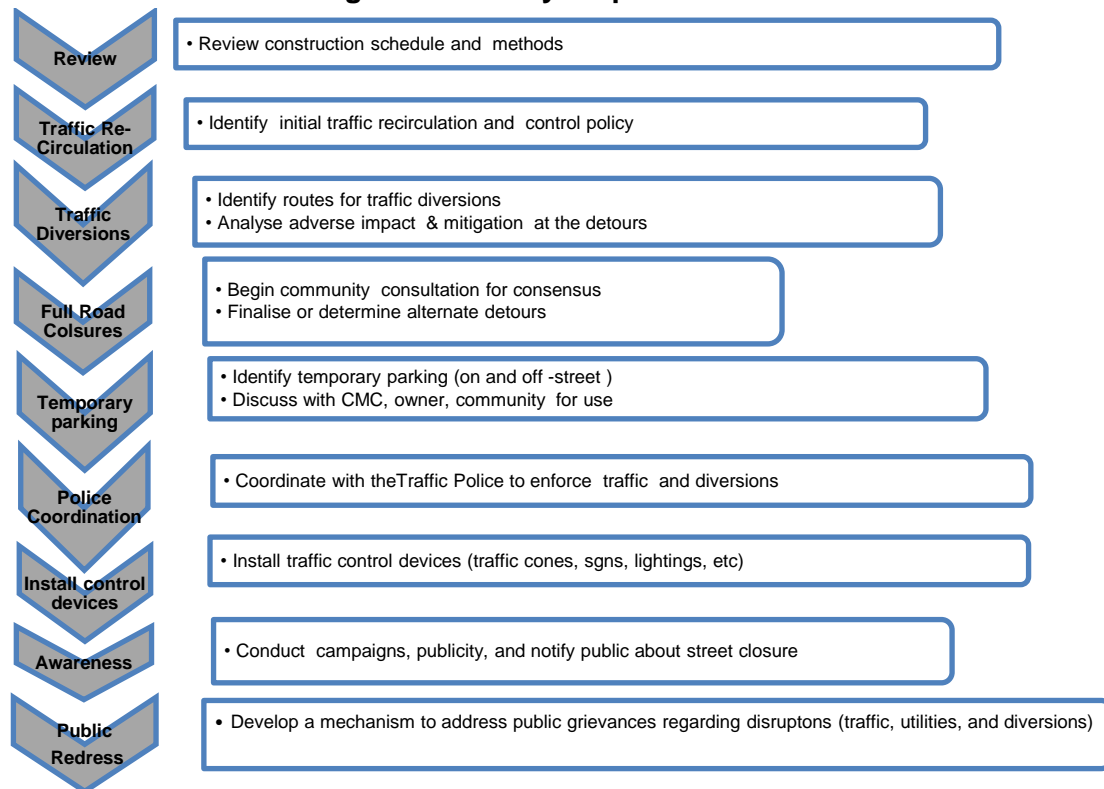 Review
• Review construction schedule and methods
Traffic Re-
Circulation
• Identify initial traffic recirculation and control policy
Traffic
Diversions
• Identify routes for traffic diversions
• Analyse adverse impact & mitigation at the detours
Full Road
Colsures
• Begin community consultation for consensus
• Finalise or determine alternate detours
Temporary
parking
• Identify temporary parking (on and off -street )
• Discuss with CMC, owner, community for use
Police
Coordination
• Coordinate with theTraffic Police to enforce traffic and diversions
Install control
devices
• Install traffic control devices (traffic cones, sgns, lightings, etc)
Awareness
• Conduct campaigns, publicity, and notify public about street closure
Public
Redress
• Develop a mechanism to address public grievances regarding disruptons (traffic, utilities, and diversions)